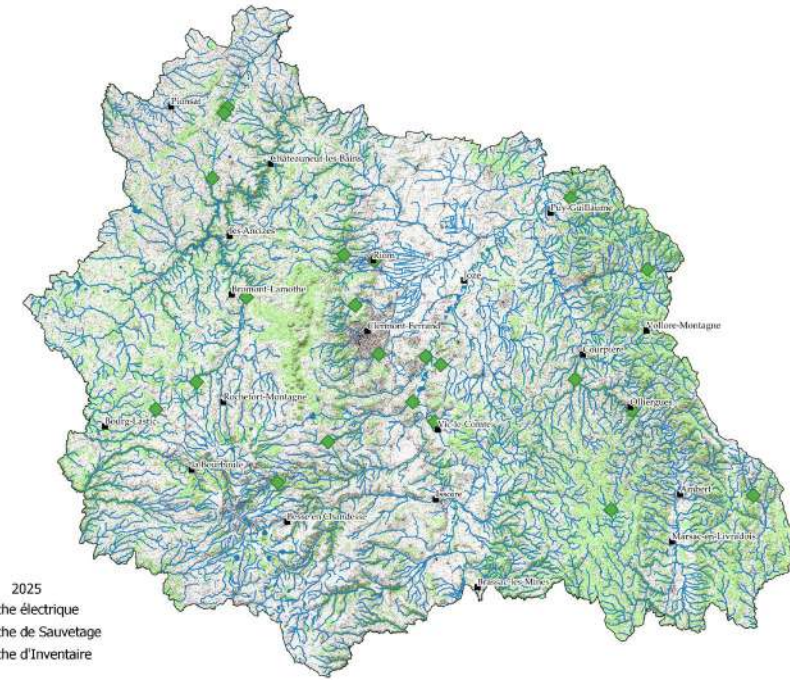 Pionsat
Châteauneuf-les-Bains
Puy-Guillaume
les-Ancizes
Riom
Joze
Bromont-Lamothe
Clermont-Ferrand
Vollore-Montagne
Courpière
Rochefort-Montagne
Olliergues
Bourg-Lastic
Vic-le-Comte
la Bourboule
Issoire
Ambert
Besse en Chandesse
Marsac-en-Livradois
Brassac-les-Mines
2025
che électrique
che de Sauvetage
che d'Inventaire